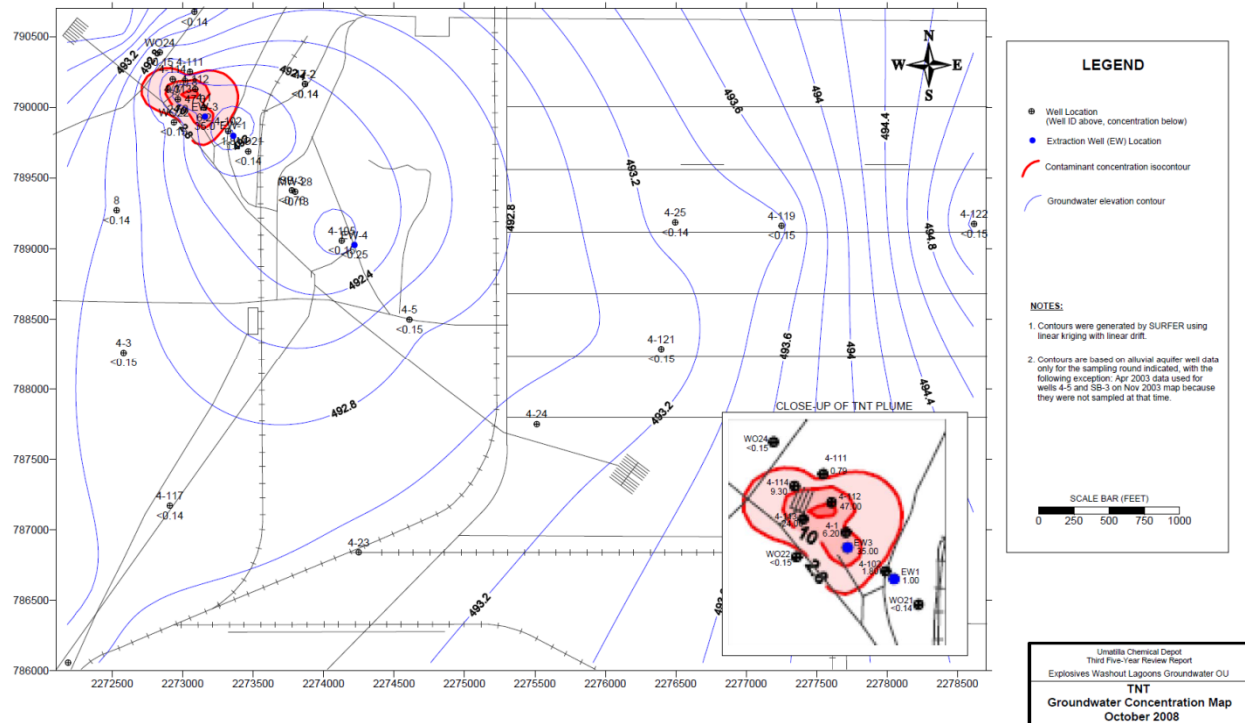 790500
790000
789500
789000
788500
788000
787500
787000
786500
786000
2272500
2273000
2273500
2274000
2274500
2275000
2275500
2276000
2276500
2277000
2277500
2278000
2278500
<0.14
WO24
493.2
4-111
<0.14
<0.14
492.8
493.2
493.6
494
494.4
494.8
N
W
E
S
8
<0.14
MW-28
4-25
<0.14
4-119
<0.15
4-122
<0.15
492.4
<0.25
4-5
<0.15
4-3
<0.15
4-121
<0.15
492.8
493.2
493.6
494
494.4
4-24
4-117
<0.14
4-23
493.2
CLOSE-UP OF TNT PLUME
WO24
<0.15
4-111
0.79
4-114
9.30
4-112
47.00
4-1
6.20
10
EW3
35.00
WO22
<0.15
EW1
1.00
WO21
<0.14
LEGEND
Well Location
(Well ID above, concentration below)
Extraction Well (EW) Location
Contaminant concentration isocontour
Groundwater elevation contour
NOTES:
1. Contours were generated by SURFER using
linear kriging with linear drift.
2. Contours are based on alluvial aquifer well data
only for the sampling round indicated, with the
following exception: Apr 2003 data used for
wells 4-5 and SB-3 on Nov 2003 map because
they were not sampled at that time.
SCALE BAR (FEET)
0 250 500 750 1000
Umatilla Chemical Depot
Third Five-Year Review Report
Explosives Washout Lagoons Groundwater OU
TNT
Groundwater Concentration Map
October 2008